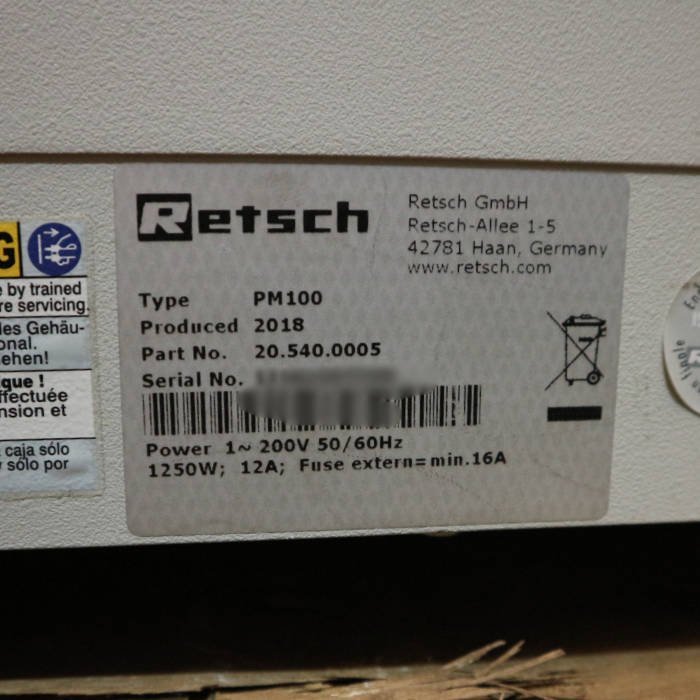 Retsch
Retsch GmbH
Retsch-Allee 1-5
42781 Haan, Germany
www.retsch.com
Type PM100
Produced 2018
Part No. 20.540.0005
Serial No.
Power 1~ 200V 50/60Hz
1250W; 12A; Fuse extern=min.16A
G
e by trained
re servicing.
les Gehäu-
onal.
ehen!
que !
ffectuée
nsion et
caja sólo
sólo por